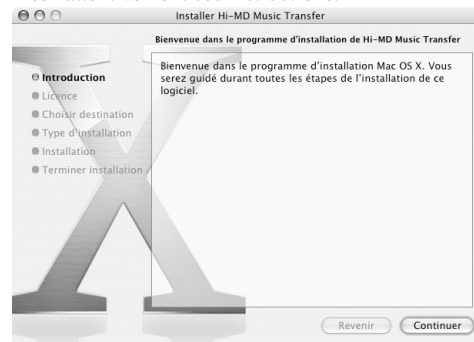 Installer Hi-MD Music Transfer
Bienvenue dans le programme d'installation de Hi-MD Music Transfer
Introduction
Licence
Choisir destination
Type d'installation
Installation
Terminer installation
Bienvenue dans le programme d'installation Mac OS X. Vous
serez guidé durant toutes les étapes de l'installation de ce
logiciel.
Revenir
Continuer